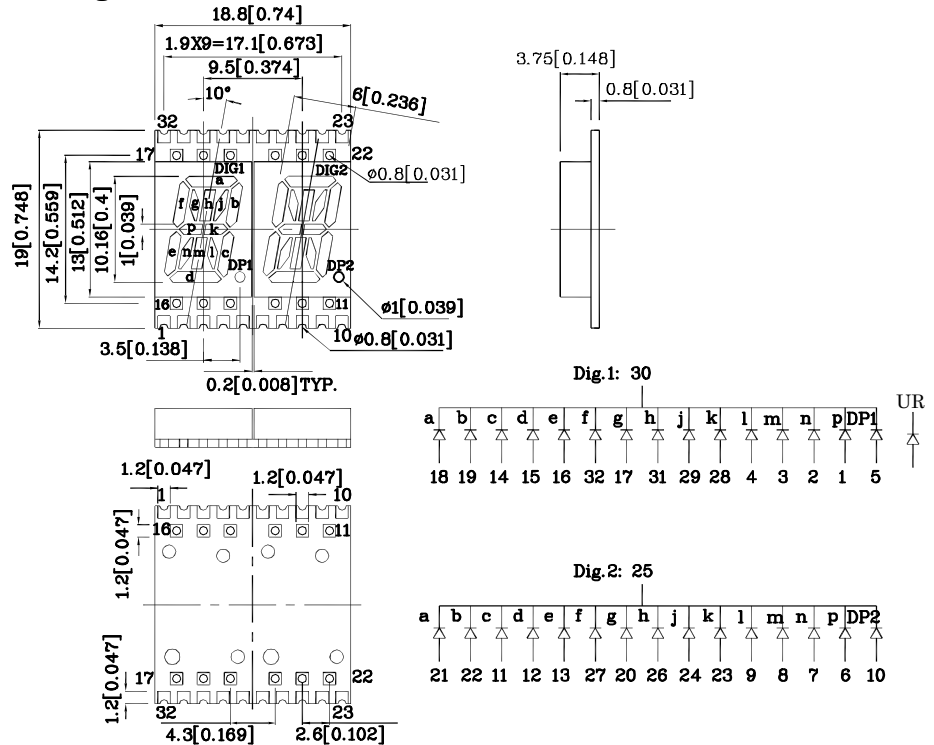 18.8[0.74]
1.9X9=17.1[0.673]
9.5[0.374]
10°
6[0.236]
3.75[0.148]
0.8[0.031]
32
23
17
22
DIG1
DIG2
ø0.8[0.031]
a
f g h j b
p k
e n m l c
d
DP1
DP2
19[0.748]
14.2[0.559]
13[0.512]
10.16[0.4]
1[0.039]
16
11
ø1[0.039]
1
10
ø0.8[0.031]
3.5[0.138]
0.2[0.008]TYP.
Dig.1: 30
a b c d e f g h j k l m n p DP1
UR
18 19 14 15 16 32 17 31 29 28 4 3 2 1 5
1.2[0.047]
1.2[0.047]
1
10
16
11
1.2[0.047]
Dig.2: 25
a b c d e f g h j k l m n p DP2
21 22 11 12 13 27 20 26 24 23 9 8 7 6 10
17
22
1.2[0.047]
32
23
4.3[0.169]
2.6[0.102]